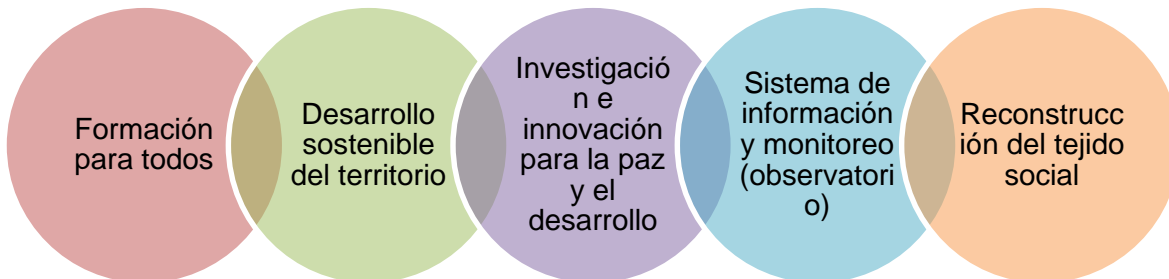 Formación
para todos
Desarrollo
sostenible
del territorio
Investigació
n e
innovación
para la paz
y el
desarrollo
Sistema de
información
y monitoreo
(observatori
o)
Reconstrucc
ión del tejido
social